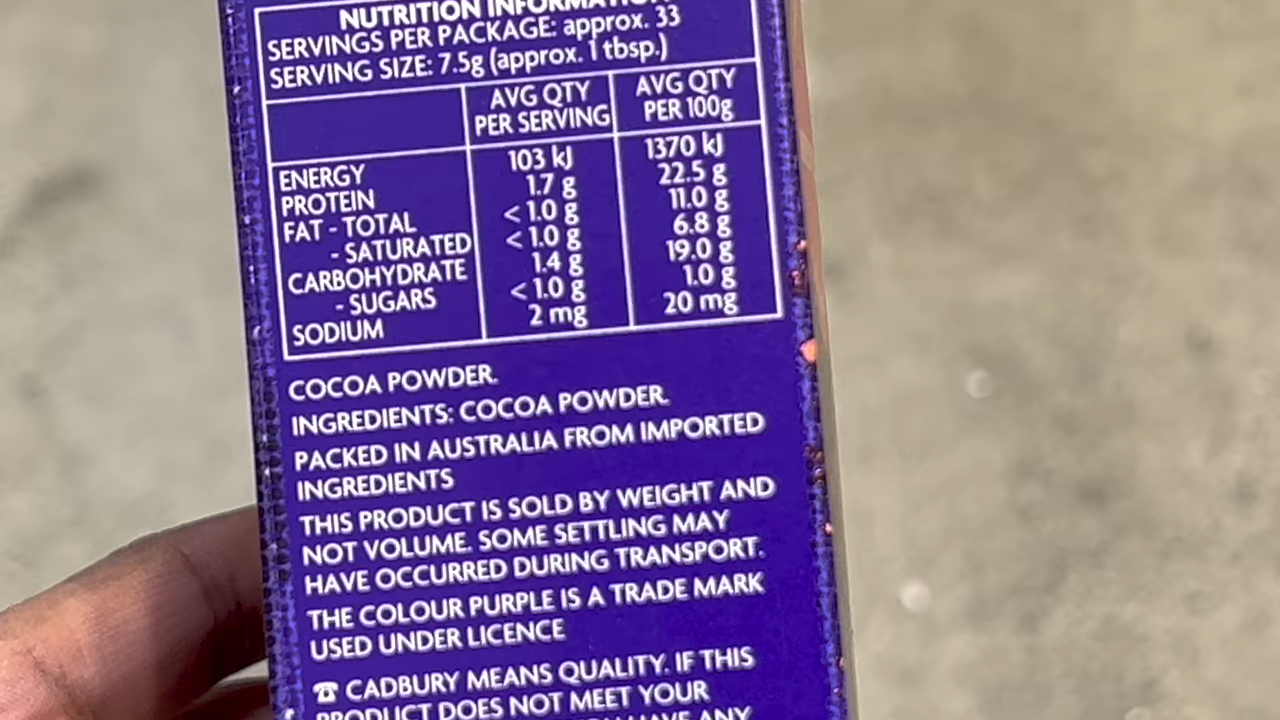 NUTRITION INFORMATION
SERVINGS PER PACKAGE: approx. 33
SERVING SIZE: 7.5g (approx. 1 tbsp.)
AVG QTY PER SERVING AVG QTY PER 100g
ENERGY 103 kJ 1370 kJ
PROTEIN 1.7 g 22.5 g
FAT - TOTAL < 1.0 g 11.0 g
- SATURATED < 1.0 g 6.8 g
CARBOHYDRATE 1.4 g 19.0 g
- SUGARS < 1.0 g 1.0 g
SODIUM 2 mg 20 mg
COCOA POWDER.
INGREDIENTS: COCOA POWDER.
PACKED IN AUSTRALIA FROM IMPORTED
INGREDIENTS
THIS PRODUCT IS SOLD BY WEIGHT AND
NOT VOLUME. SOME SETTLING MAY
HAVE OCCURRED DURING TRANSPORT.
THE COLOUR PURPLE IS A TRADE MARK
USED UNDER LICENCE
☎ CADBURY MEANS QUALITY. IF THIS
PRODUCT DOES NOT MEET YOUR
HAVE ANY